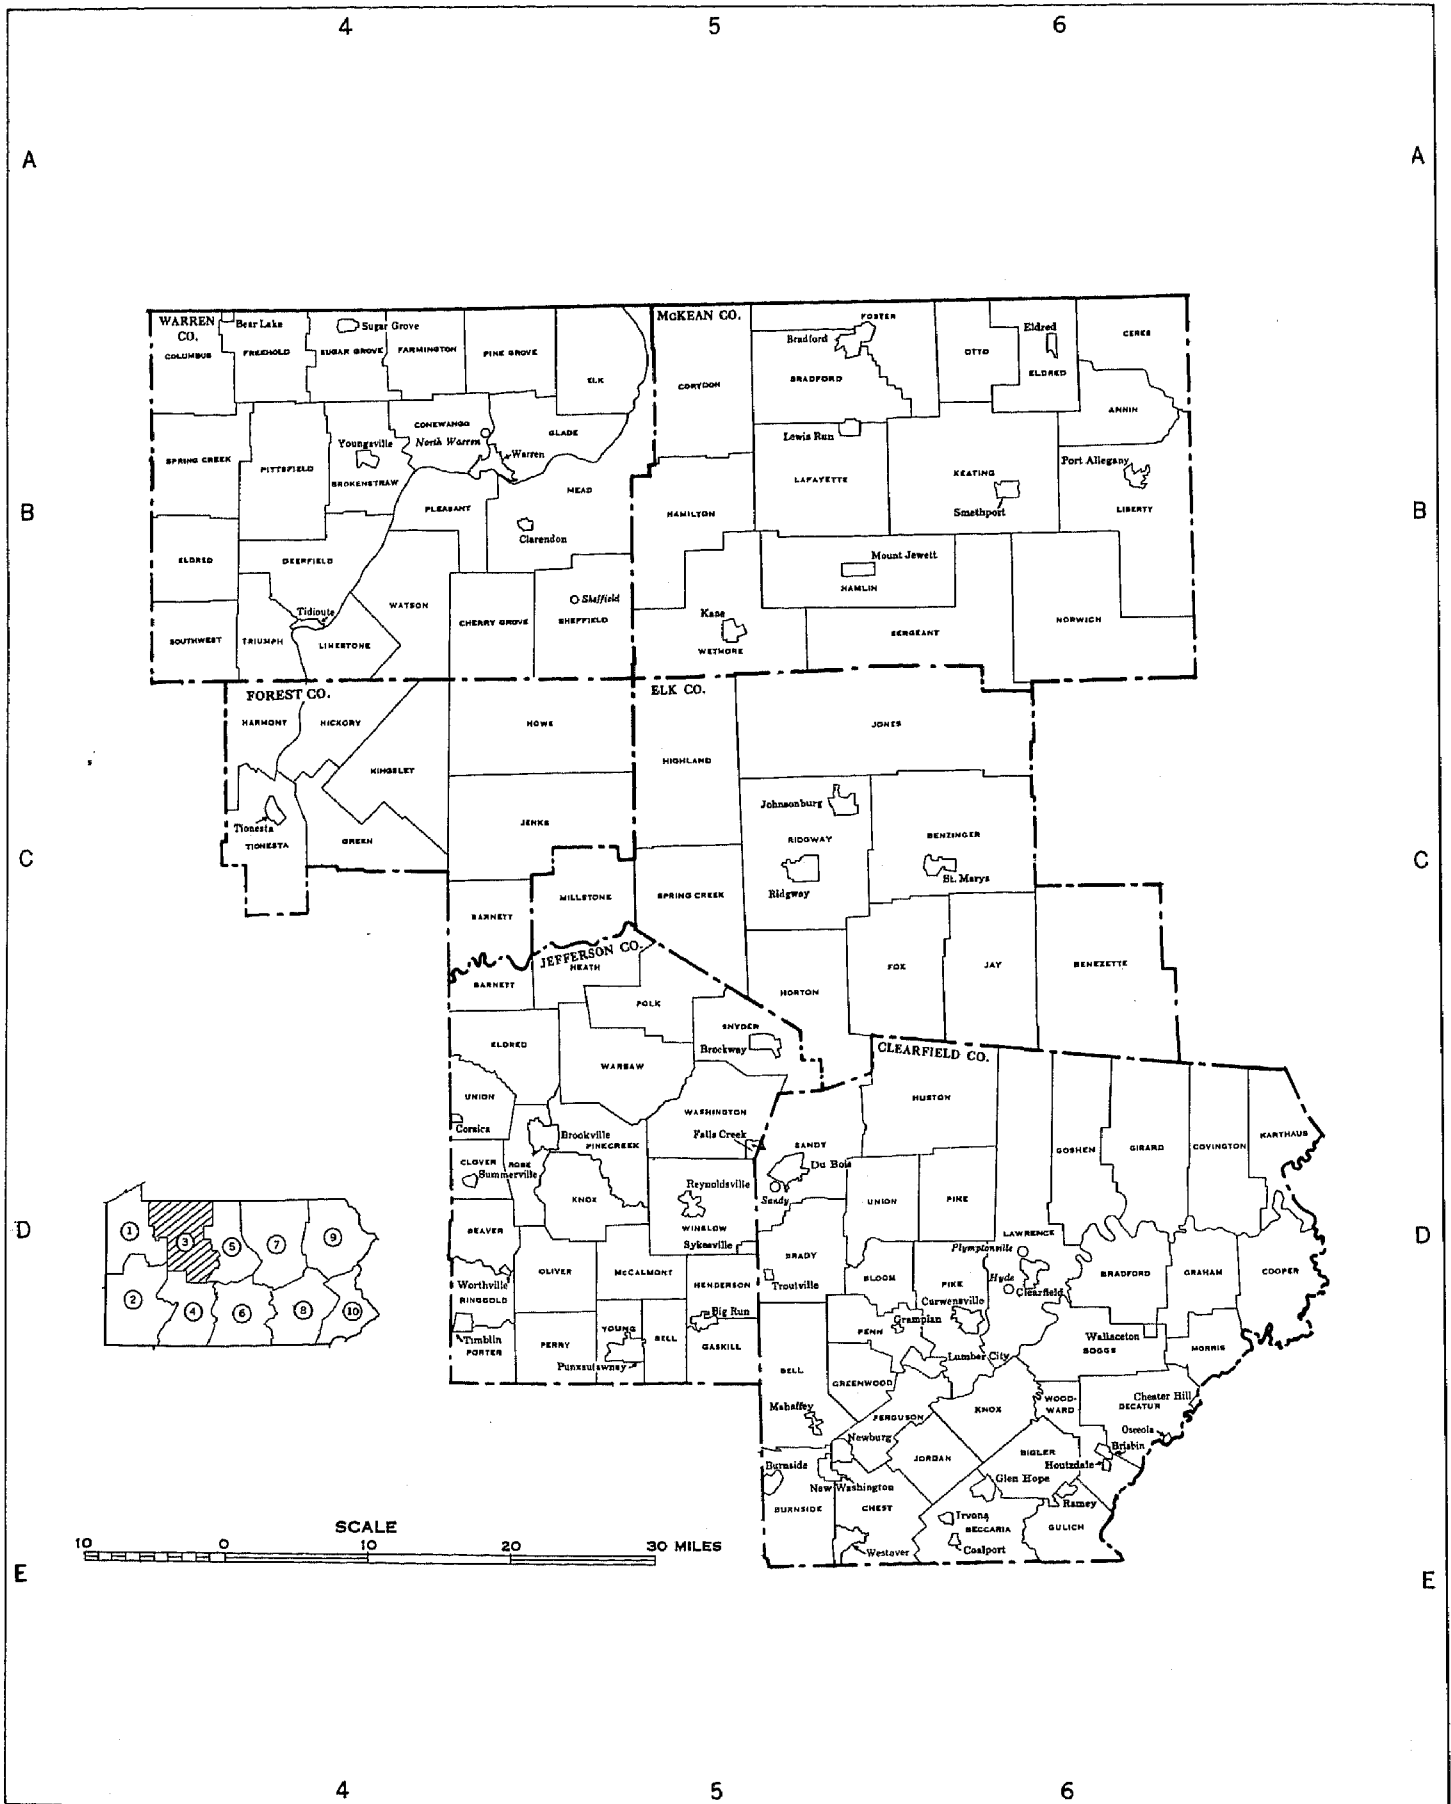 4 5 6
A A
WARREN CO.
McKEAN CO.
Bear Lake
Sugar Grove
COLUMBUS
FREEHOLD
SUGAR GROVE
FARMINGTON
PINE GROVE
ELK
CORYDON
FOSTER
Bradford
BRADFORD
OTTO
Eldred
ELDRED
CERES
ANNIN
CONEWANGO
North Warren
GLADE
Warren
Lewis Run
SPRING CREEK
PITTSFIELD
Youngsville
BROKENSTRAW
MEAD
PLEASANT
Clarendon
HAMILTON
LAFAYETTE
KEATING
Smethport
Port Allegany
LIBERTY
B B
ELDRED
DEERFIELD
WATSON
CHERRY GROVE
Sheffield
SHEFFIELD
Mount Jewett
HAMLIN
Kane
WETMORE
SERGEANT
NORWICH
Tidioute
SOUTHWEST
TRIUMPH
LIMESTONE
FOREST CO.
ELK CO.
HARMONY
HICKORY
HOWE
JONES
KINGSLEY
HIGHLAND
Johnsonburg
Tionesta
TIONESTA
GREEN
JENKS
RIDGWAY
BENZINGER
C C
Ridgway
St. Marys
BARNETT
MILLSTONE
SPRING CREEK
JEFFERSON CO.
HEATH
BARNETT
POLK
HORTON
FOX
JAY
BENEZETTE
SNYDER
Brockway
ELDRED
WARSAW
CLEARFIELD CO.
UNION
Corsica
WASHINGTON
Falls Creek
HUSTON
Brookville
PINECREEK
SANDY
Du Bois
Sandy
GOSHEN
GIRARD
COVINGTON
KARTHAUS
CLOVER
ROSE
Summerville
KNOX
Reynoldsville
WINSLOW
Sykesville
UNION
PIKE
D D
BEAVER
OLIVER
McCALMONT
HENDERSON
BRADY
Troutville
BLOOM
PIKE
LAWRENCE
Plymptonville
Hyde
Clearfield
BRADFORD
GRAHAM
COOPER
Worthville
RINGGOLD
Timblin
PORTER
PERRY
YOUNG
Punxsutawney
BELL
Big Run
GASKILL
Curwensville
Grampian
PENN
Lumber City
Wallaceton
BOGGS
MORRIS
BELL
GREENWOOD
FERGUSON
KNOX
WOOD-
WARD
Chester Hill
DECATUR
Osceola
Mahaffey
Newburg
JORDAN
BIGLER
Brisbin
Houtzdale
Burnside
New Washington
Glen Hope
Ramey
BURNSIDE
CHEST
Irvona
BECCARIA
GULICH
Westover
Coalport
1 3 5 7 9
2 4 6 8 10
SCALE
10 0 10 20 30 MILES
E E
4 5 6